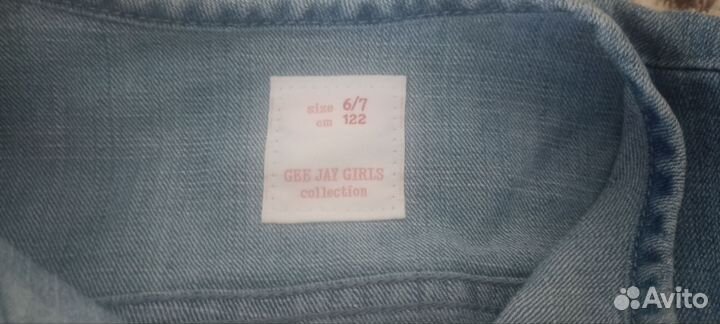 size 6/7
cm 122
GEE JAY GIRLS
collection
Avito